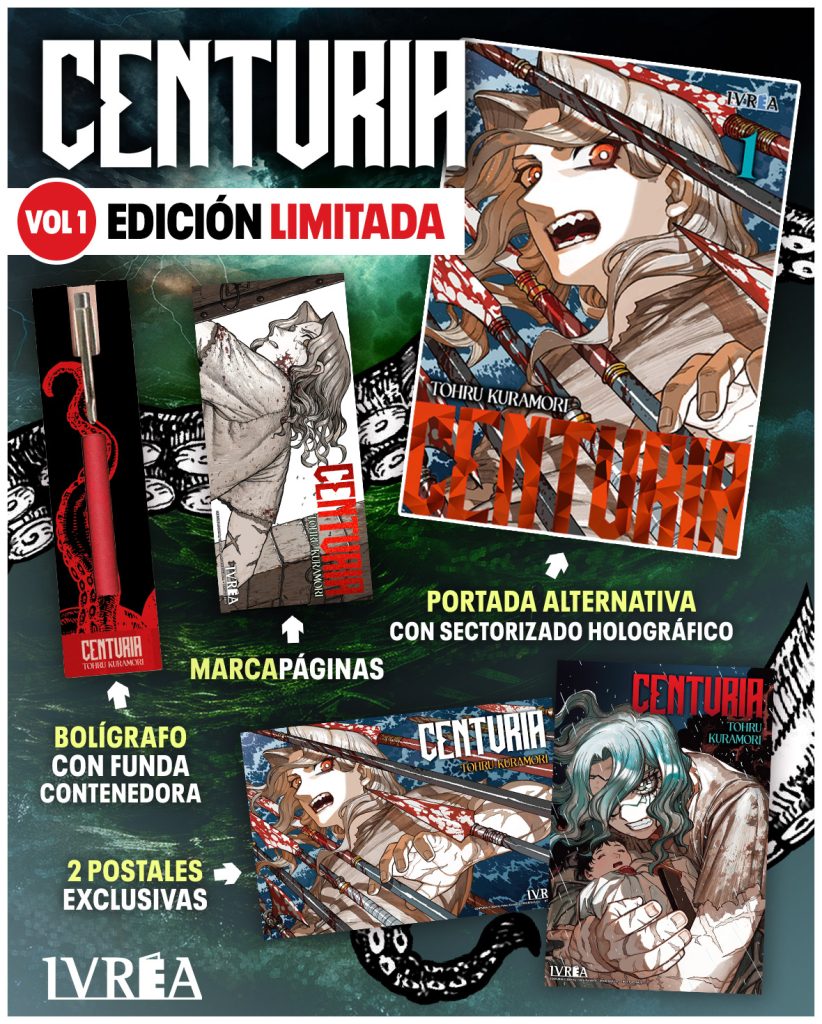 CENTURIA
VOL 1 EDICIÓN LIMITADA
IVREA
1
TOHRU KURAMORI
CENTURIA
CENTURIA
TOHRU KURAMORI
IVREA
CENTURIA
TOHRU KURAMORI
PORTADA ALTERNATIVA
CON SECTORIZADO HOLOGRÁFICO
MARCAPÁGINAS
BOLÍGRAFO
CON FUNDA
CONTENEDORA
CENTURIA
TOHRU KURAMORI
IVREA
CENTURIA
TOHRU
KURAMORI
IVREA
2 POSTALES
EXCLUSIVAS
IVREA